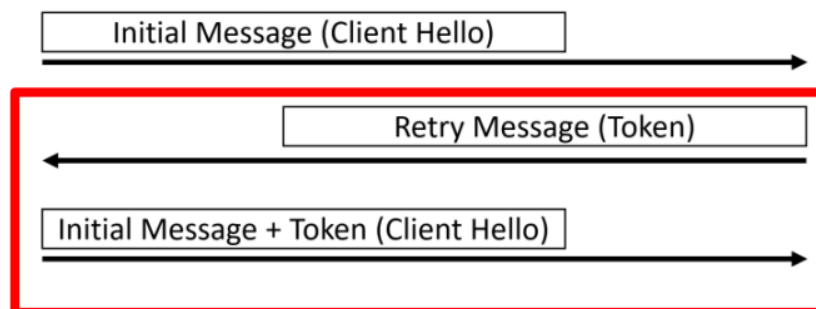 Initial Message (Client Hello)
Retry Message (Token)
Initial Message + Token (Client Hello)